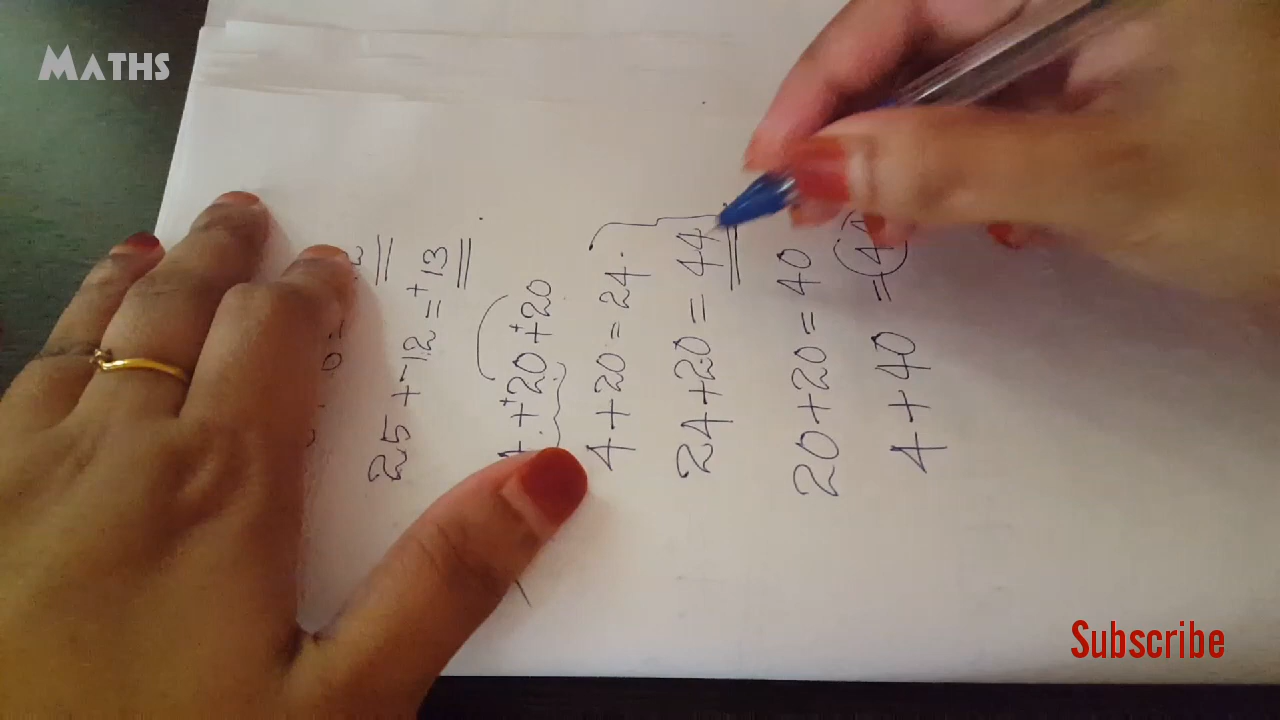 Maths
25 + -12 = +13
+ +20 + +20
4 + 20 = 24.
24 + 20 = 44
20 + 20 = 40
4 + 40 = 44
Subscribe